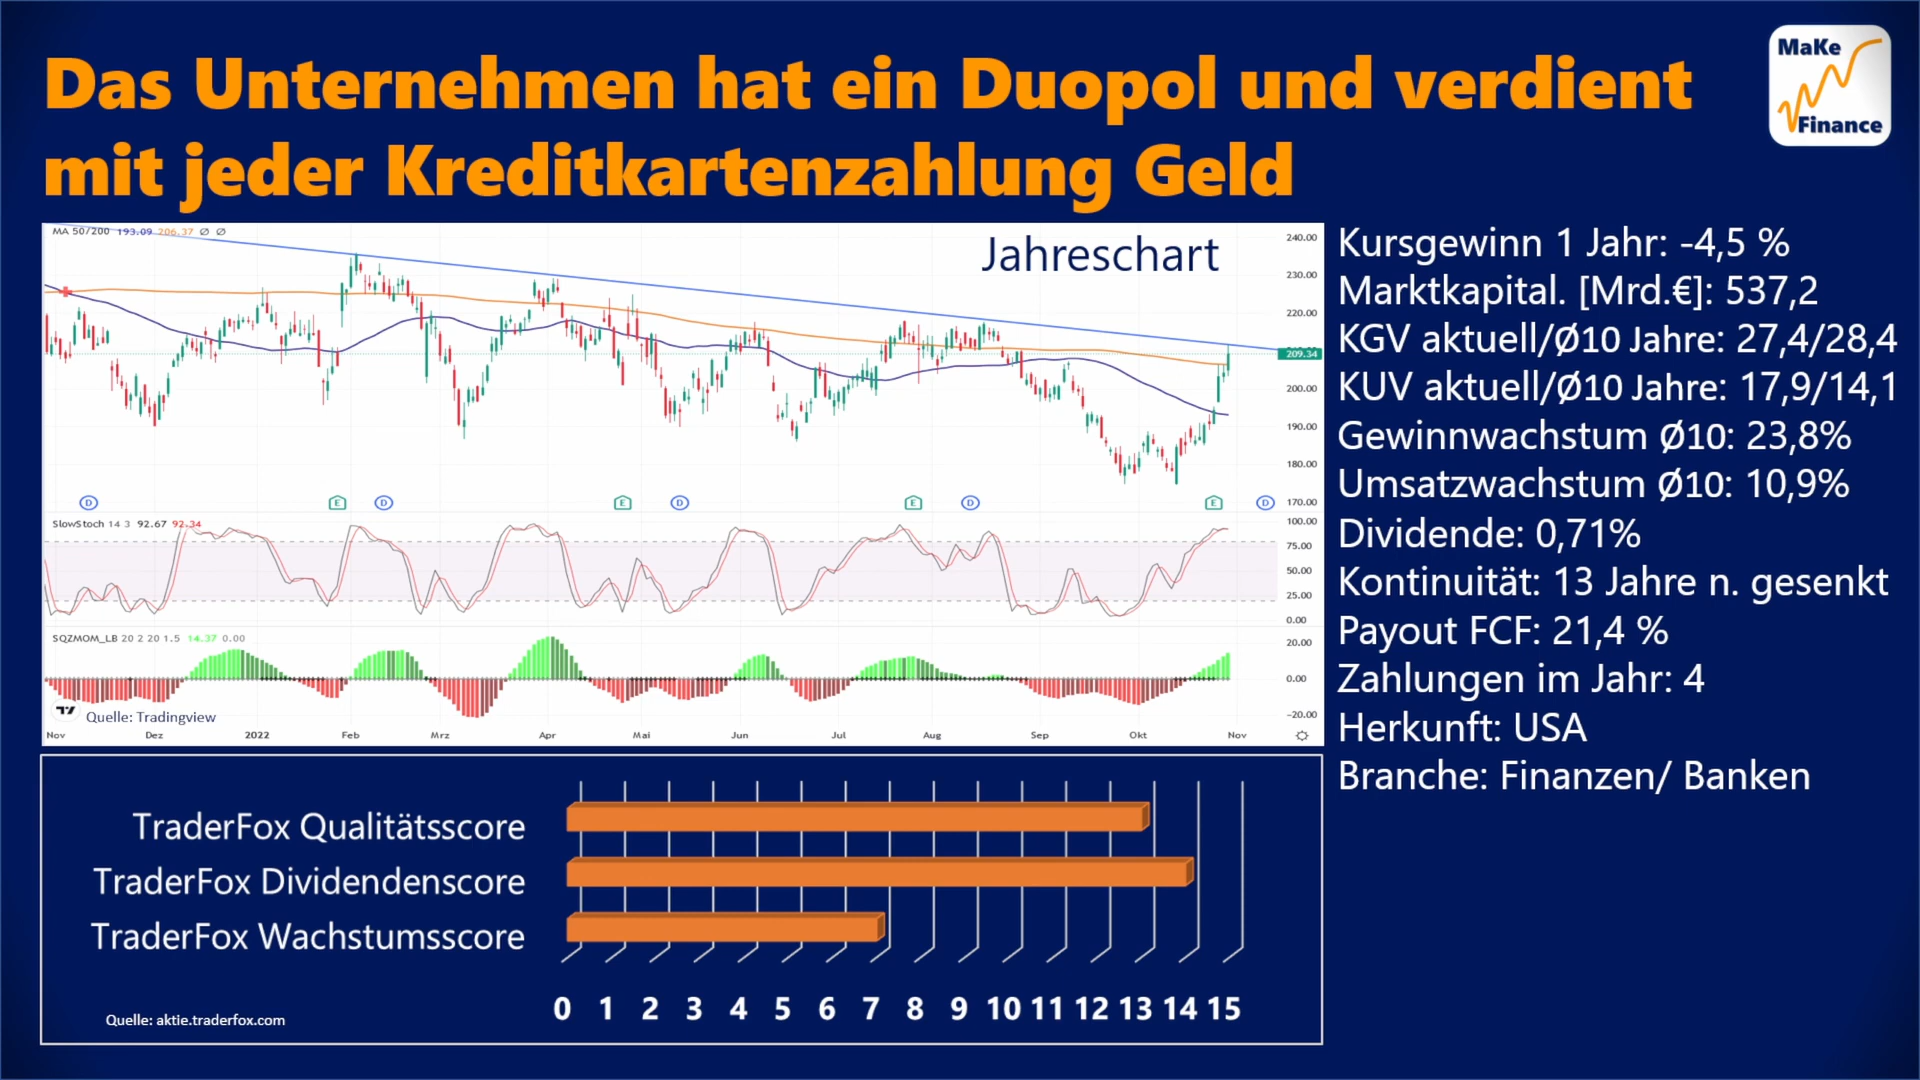 Das Unternehmen hat ein Duopol und verdient
mit jeder Kreditkartenzahlung Geld
MaKe
Finance
MA 50/200 193.09 206.37 Ø Ø
Jahreschart
240.00
230.00
220.00
209.34
200.00
190.00
180.00
170.00
D E D E D E D E D
SlowStoch 14 3 92.67 92.34
100.00
75.00
50.00
25.00
0.00
SQZMOM_LB 20 2 20 1.5 14.37 0.00
20.00
0.00
−20.00
Quelle: Tradingview
Nov Dez 2022 Feb Mrz Apr Mai Jun Jul Aug Sep Okt Nov
Kursgewinn 1 Jahr: -4,5 %
Marktkapital. [Mrd.€]: 537,2
KGV aktuell/Ø10 Jahre: 27,4/28,4
KUV aktuell/Ø10 Jahre: 17,9/14,1
Gewinnwachstum Ø10: 23,8%
Umsatzwachstum Ø10: 10,9%
Dividende: 0,71%
Kontinuität: 13 Jahre n. gesenkt
Payout FCF: 21,4 %
Zahlungen im Jahr: 4
Herkunft: USA
Branche: Finanzen/ Banken
TraderFox Qualitätsscore
TraderFox Dividendenscore
TraderFox Wachstumsscore
0 1 2 3 4 5 6 7 8 9 10 11 12 13 14 15
Quelle: aktie.traderfox.com